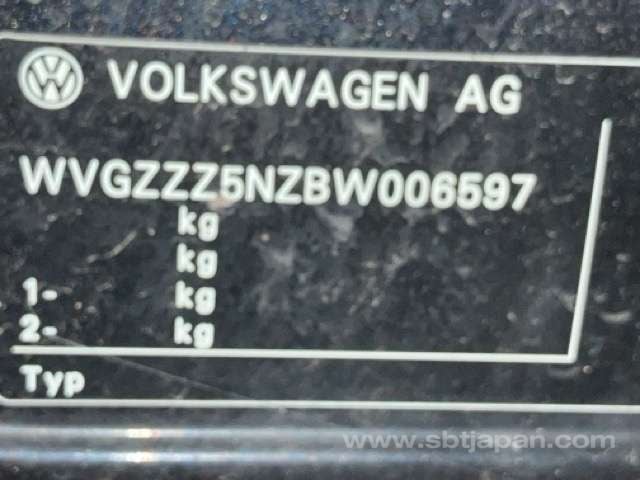 VOLKSWAGEN AG
WVGZZZ5NZBW006597
kg
kg
1- kg
2- kg
Typ
www.sbtjapan.com